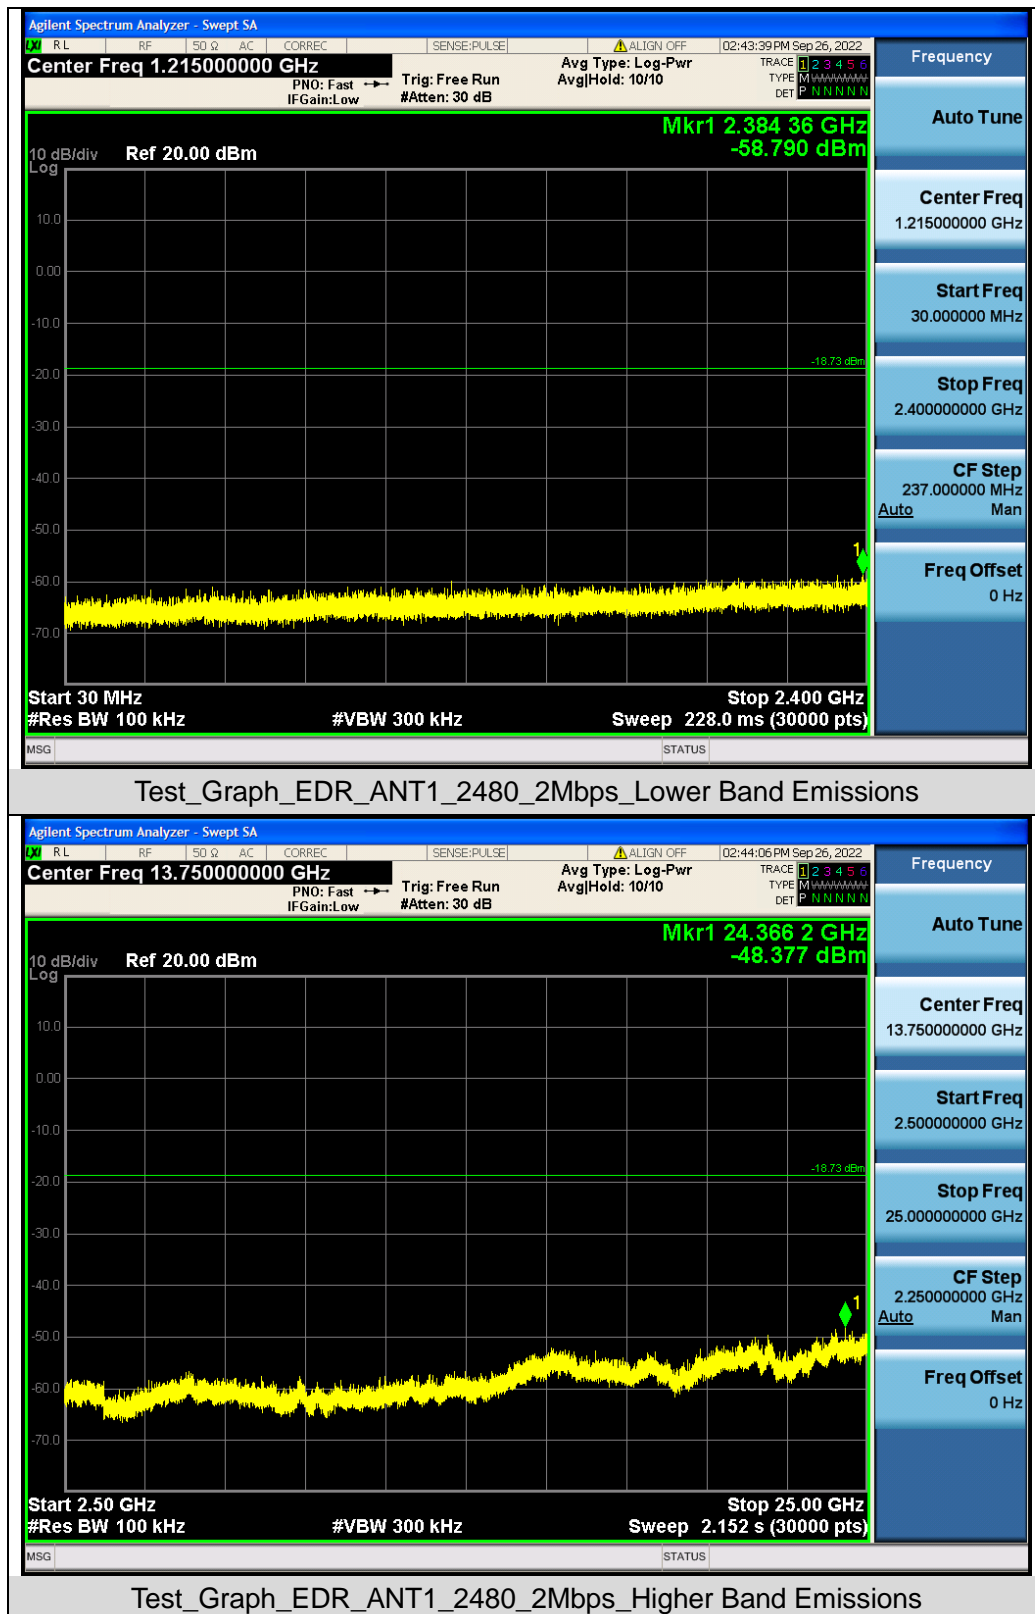 Agilent Spectrum Analyzer - Swept SA
LXI RL RF 50 Ω AC CORREC SENSE:PULSE ALIGN OFF 02:43:39 PM Sep 26, 2022
Center Freq 1.215000000 GHz
PNO: Fast
IFGain:Low
Trig: Free Run
#Atten: 30 dB
Avg Type: Log-Pwr
Avg|Hold: 10/10
TRACE 1 2 3 4 5 6
TYPE M
DET P N N N N N
Mkr1 2.384 36 GHz
-58.790 dBm
10 dB/div
Log
Ref 20.00 dBm
10.0
0.00
-10.0
-18.73 dBm
-20.0
-30.0
-40.0
-50.0
1
-60.0
-70.0
Start 30 MHz
Stop 2.400 GHz
#Res BW 100 kHz
#VBW 300 kHz
Sweep 228.0 ms (30000 pts)
MSG
STATUS
Frequency
Auto Tune
Center Freq
1.215000000 GHz
Start Freq
30.000000 MHz
Stop Freq
2.400000000 GHz
CF Step
237.000000 MHz
Auto Man
Freq Offset
0 Hz
Test_Graph_EDR_ANT1_2480_2Mbps_Lower Band Emissions
Agilent Spectrum Analyzer - Swept SA
LXI RL RF 50 Ω AC CORREC SENSE:PULSE ALIGN OFF 02:44:06 PM Sep 26, 2022
Center Freq 13.750000000 GHz
PNO: Fast
IFGain:Low
Trig: Free Run
#Atten: 30 dB
Avg Type: Log-Pwr
Avg|Hold: 10/10
TRACE 1 2 3 4 5 6
TYPE M
DET P N N N N N
Mkr1 24.366 2 GHz
-48.377 dBm
10 dB/div
Log
Ref 20.00 dBm
10.0
0.00
-10.0
-18.73 dBm
-20.0
-30.0
-40.0
1
-50.0
-60.0
-70.0
Start 2.50 GHz
Stop 25.00 GHz
#Res BW 100 kHz
#VBW 300 kHz
Sweep 2.152 s (30000 pts)
MSG
STATUS
Frequency
Auto Tune
Center Freq
13.750000000 GHz
Start Freq
2.500000000 GHz
Stop Freq
25.000000000 GHz
CF Step
2.250000000 GHz
Auto Man
Freq Offset
0 Hz
Test_Graph_EDR_ANT1_2480_2Mbps_Higher Band Emissions